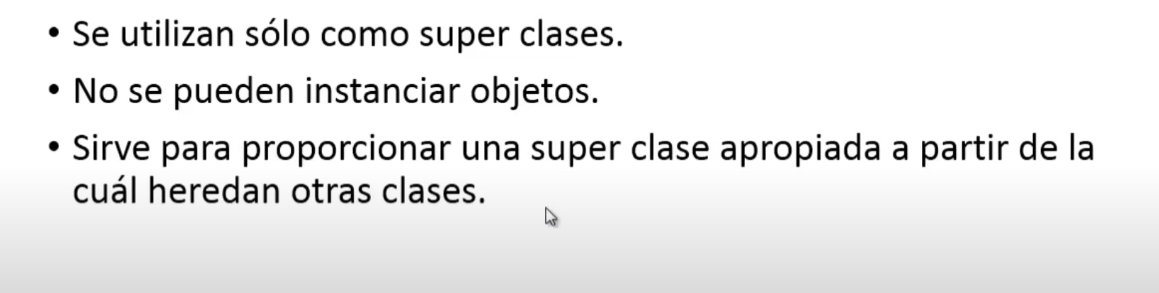 • Se utilizan sólo como super clases.
• No se pueden instanciar objetos.
• Sirve para proporcionar una super clase apropiada a partir de la
cuál heredan otras clases.